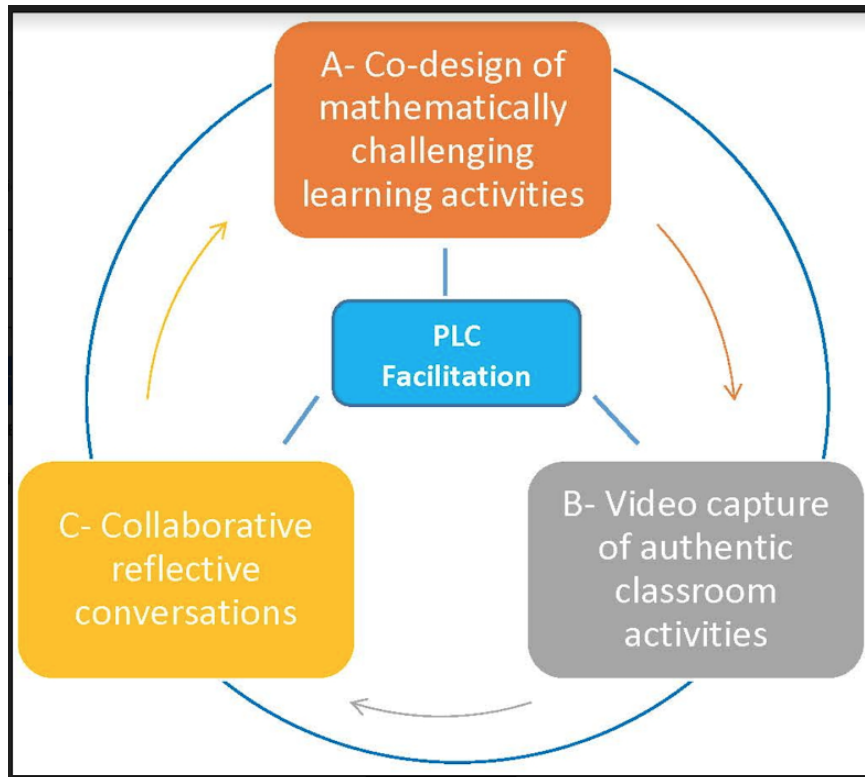 A- Co-design of
mathematically
challenging
learning activities
PLC
Facilitation
C- Collaborative
reflective
conversations
B- Video capture
of authentic
classroom
activities